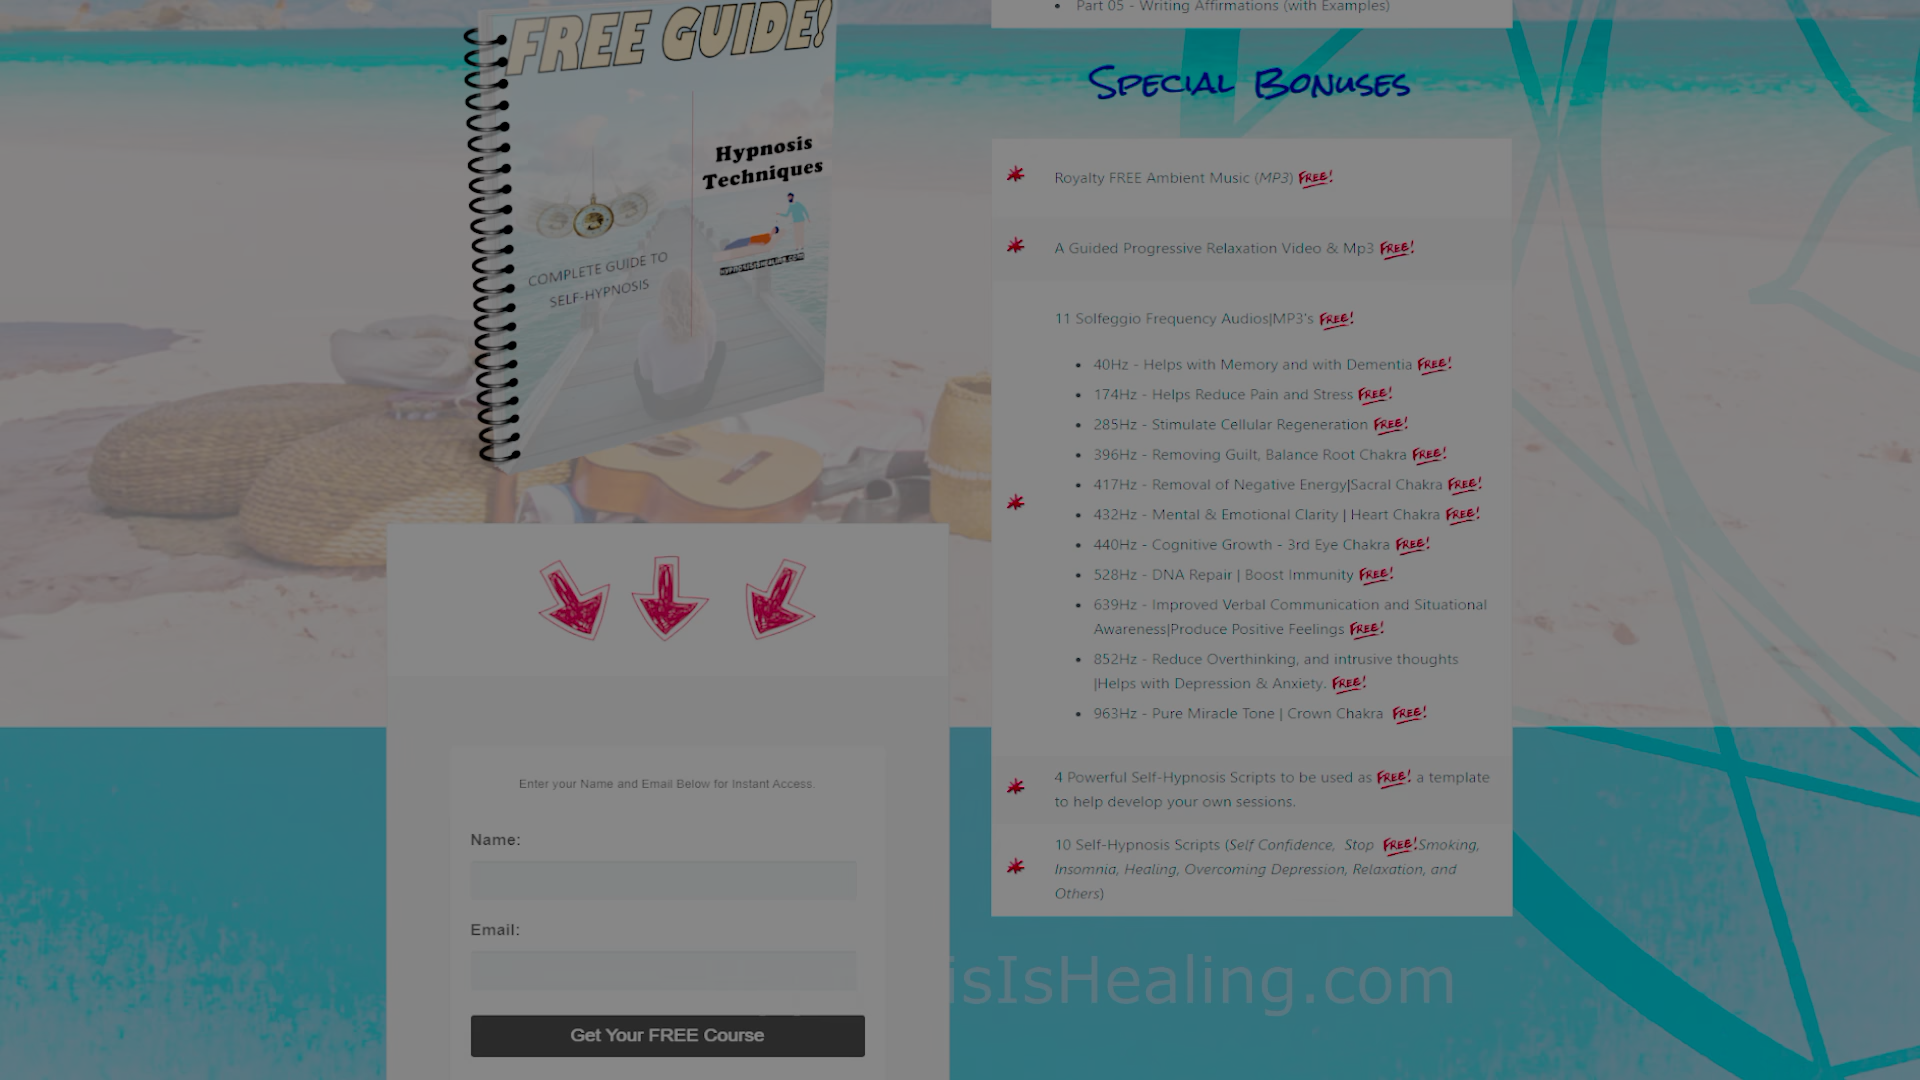 FREE GUIDE!
Hypnosis
Techniques
COMPLETE GUIDE TO
SELF-HYPNOSIS
HYPNOSISISHEALING.COM
Enter your Name and Email Below for Instant Access.
Name:
Email:
Get Your FREE Course
Part 05 - Writing Affirmations (with Examples)
Special Bonuses
Royalty FREE Ambient Music (MP3) FREE!
A Guided Progressive Relaxation Video & Mp3 FREE!
11 Solfeggio Frequency Audios|MP3's FREE!
40Hz - Helps with Memory and with Dementia FREE!
174Hz - Helps Reduce Pain and Stress FREE!
285Hz - Stimulate Cellular Regeneration FREE!
396Hz - Removing Guilt, Balance Root Chakra FREE!
417Hz - Removal of Negative Energy|Sacral Chakra FREE!
432Hz - Mental & Emotional Clarity | Heart Chakra FREE!
440Hz - Cognitive Growth - 3rd Eye Chakra FREE!
528Hz - DNA Repair | Boost Immunity FREE!
639Hz - Improved Verbal Communication and Situational
Awareness|Produce Positive Feelings FREE!
852Hz - Reduce Overthinking, and intrusive thoughts
|Helps with Depression & Anxiety. FREE!
963Hz - Pure Miracle Tone | Crown Chakra FREE!
4 Powerful Self-Hypnosis Scripts to be used as FREE! a template
to help develop your own sessions.
10 Self-Hypnosis Scripts (Self Confidence, Stop FREE! Smoking,
Insomnia, Healing, Overcoming Depression, Relaxation, and
Others)
isIsHealing.com